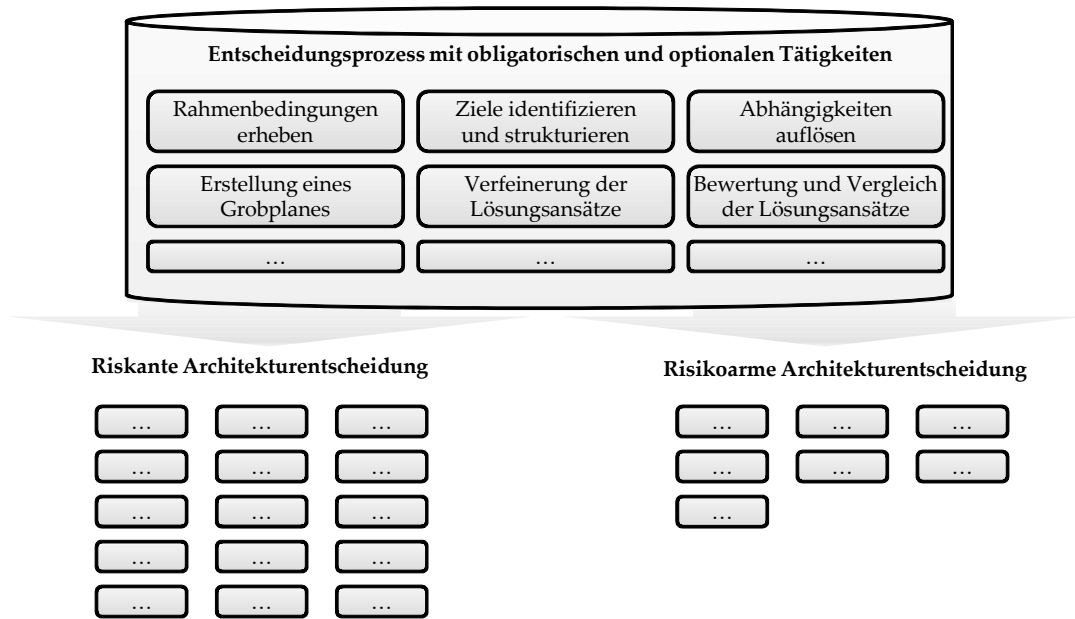 Entscheidungsprozess mit obligatorischen und optionalen Tätigkeiten
Rahmenbedingungen
erheben
Ziele identifizieren
und strukturieren
Abhängigkeiten
auflösen
Erstellung eines
Grobplanes
Verfeinerung der
Lösungsansätze
Bewertung und Vergleich
der Lösungsansätze
…
…
…
Riskante Architekturentscheidung
… … …
… … …
… … …
… … …
… … …
Risikoarme Architekturentscheidung
… … …
… … …
…